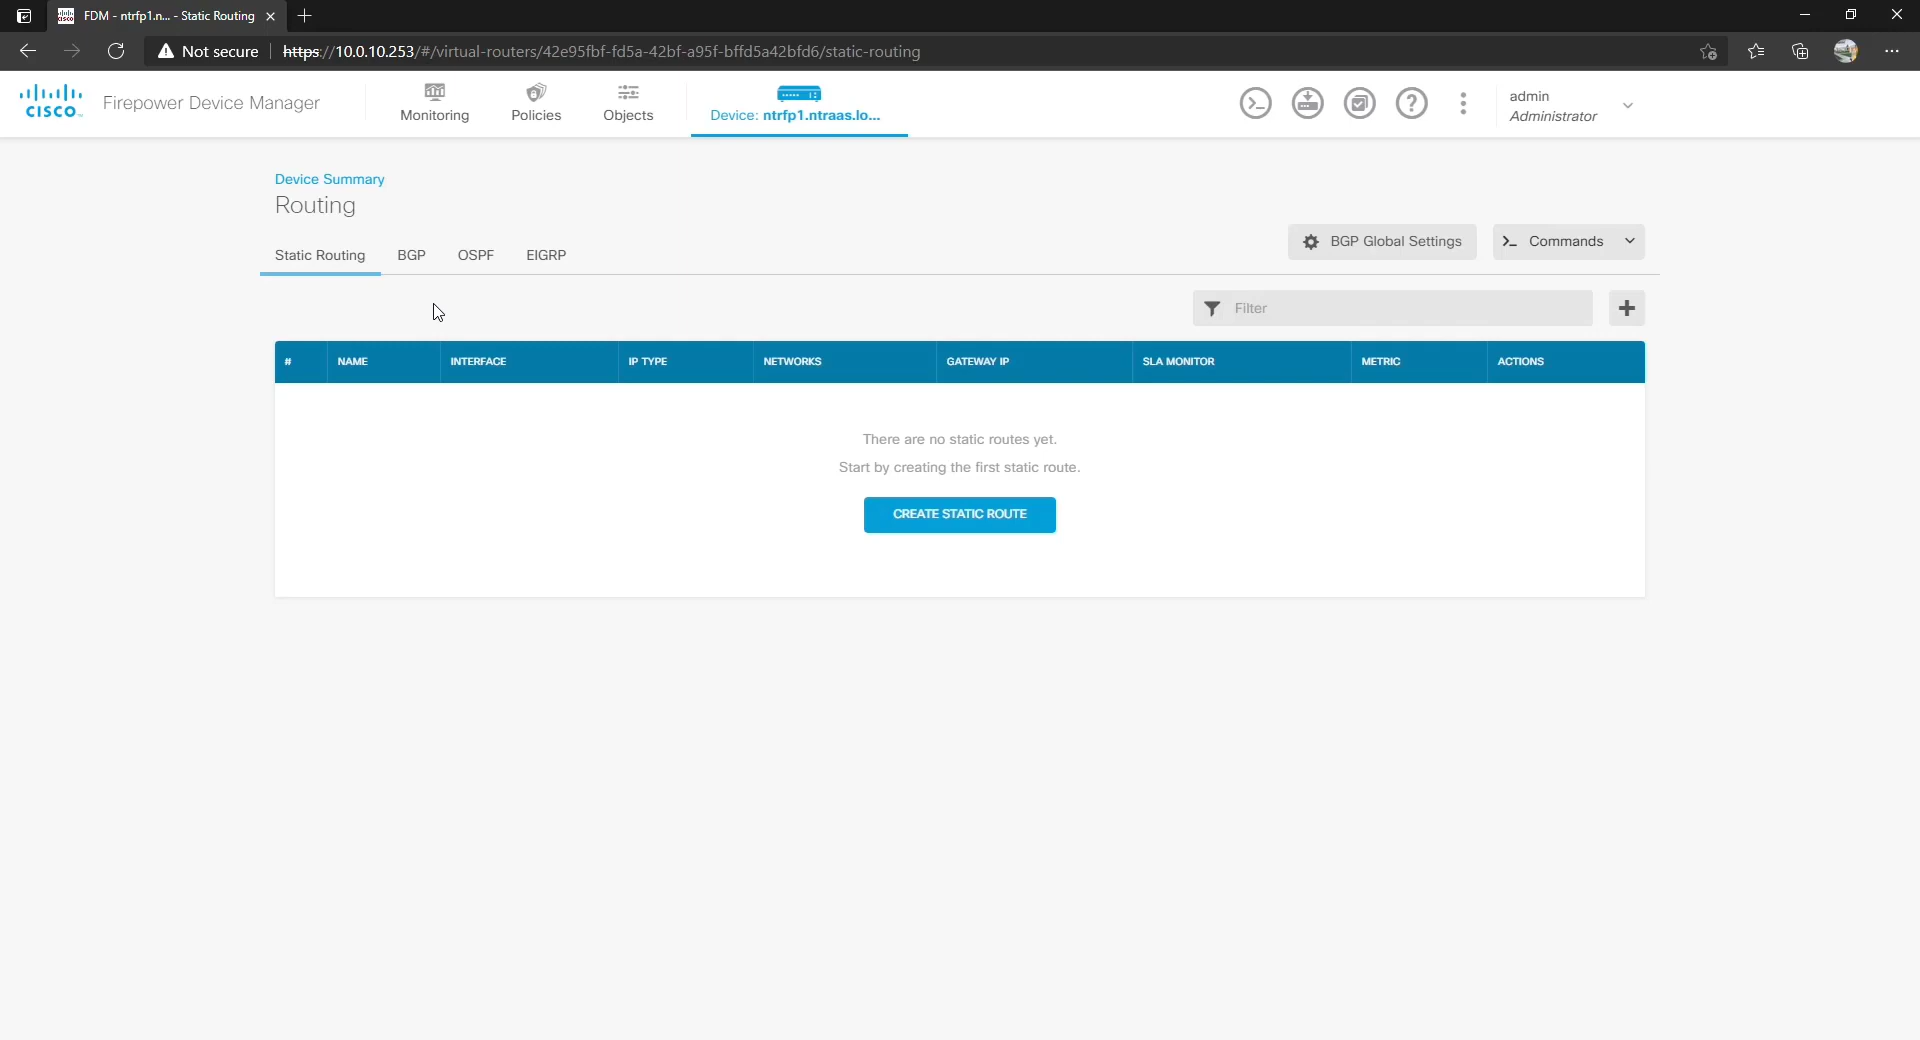 FDM - ntrfp1.n... - Static Routing
Not secure https://10.0.10.253/#/virtual-routers/42e95fbf-fd5a-42bf-a95f-bffd5a42bfd6/static-routing
CISCO
Firepower Device Manager
Monitoring
Policies
Objects
Device: ntrfp1.ntraas.lo...
admin
Administrator
Device Summary
Routing
Static Routing BGP OSPF EIGRP
BGP Global Settings
Commands
Filter
# NAME INTERFACE IP TYPE NETWORKS GATEWAY IP SLA MONITOR METRIC ACTIONS
There are no static routes yet.
Start by creating the first static route.
CREATE STATIC ROUTE